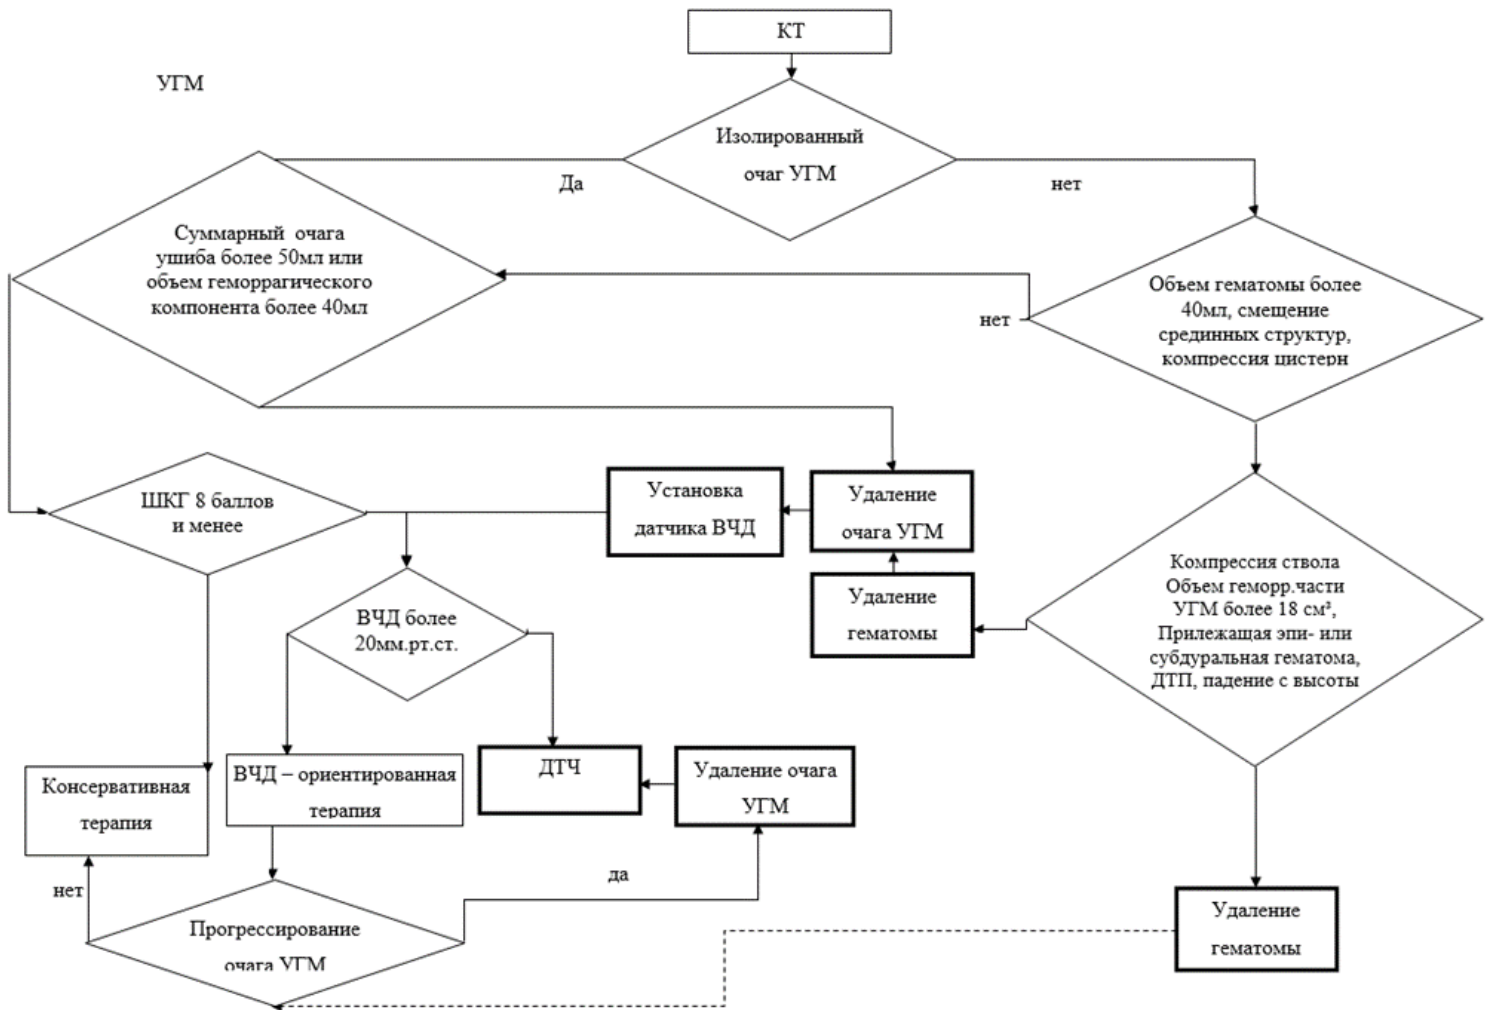 КТ
УГМ
Изолированный
очаг УГМ
Да
нет
Суммарный очага
ушиба более 50мл или
объем геморрагического
компонента более 40мл
Объем гематомы более
40мл, смещение
срединных структур,
компрессия цистерн
нет
ШКГ 8 баллов
и менее
Установка
датчика ВЧД
Удаление
очага УГМ
Удаление
гематомы
Компрессия ствола
Объем геморр.части
УГМ более 18 см³,
Прилежащая эпи- или
субдуральная гематома,
ДТП, падение с высоты
ВЧД более
20мм.рт.ст.
Консервативная
терапия
ВЧД – ориентированная
терапия
ДТЧ
Удаление очага
УГМ
нет
да
Прогрессирование
очага УГМ
Удаление
гематомы